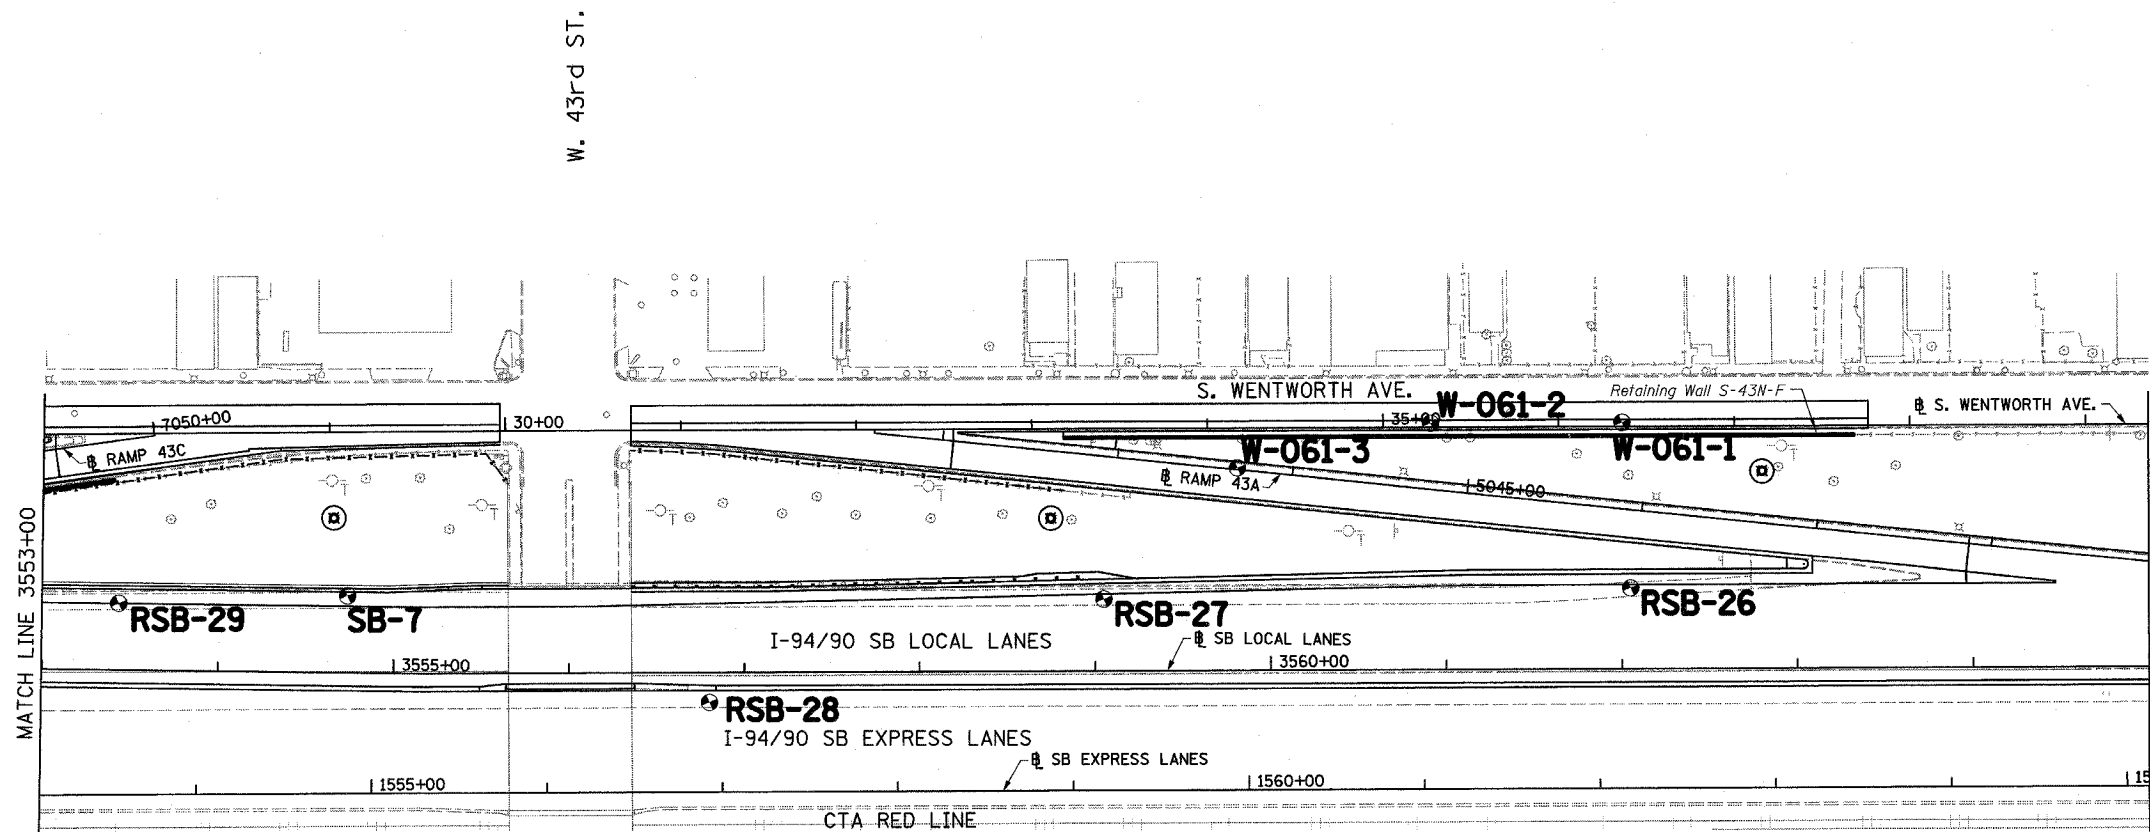 W. 43rd ST.
S. WENTWORTH AVE.
Retaining Wall S-43N-F
W-061-2
℄ S. WENTWORTH AVE.
7050+00
30+00
35+00
℄ RAMP 43C
W-061-3
W-061-1
℄ RAMP 43A
5045+00
MATCH LINE 3553+00
RSB-29
SB-7
RSB-27
RSB-26
I-94/90 SB LOCAL LANES
℄ SB LOCAL LANES
3555+00
3560+00
RSB-28
I-94/90 SB EXPRESS LANES
℄ SB EXPRESS LANES
1555+00
1560+00
15
CTA RED LINE